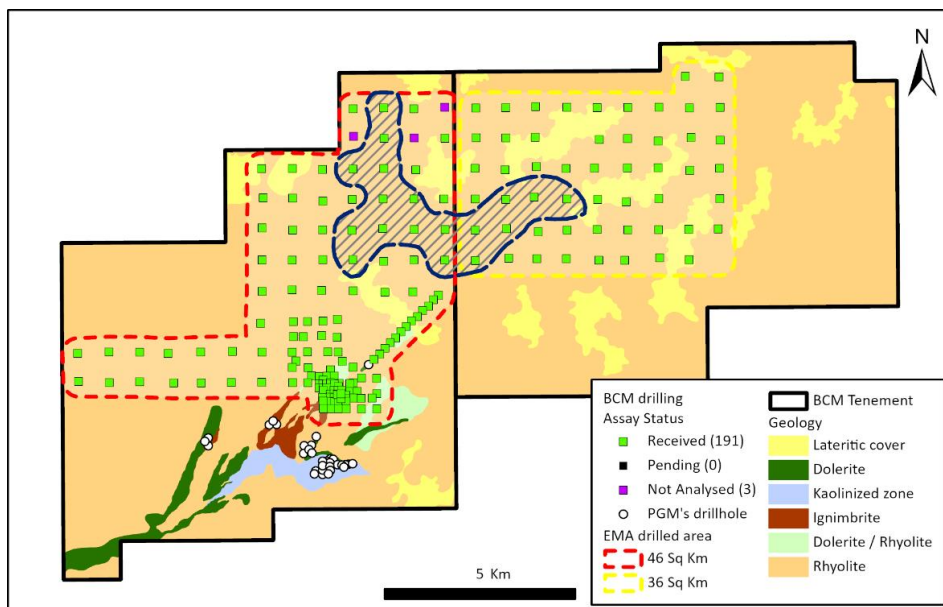 N
BCM drilling
Assay Status
Received (191)
Pending (0)
Not Analysed (3)
PGM's drillhole
EMA drilled area
46 Sq Km
36 Sq Km
BCM Tenement
Geology
Lateritic cover
Dolerite
Kaolinized zone
Ignimbrite
Dolerite / Rhyolite
Rhyolite
5 Km